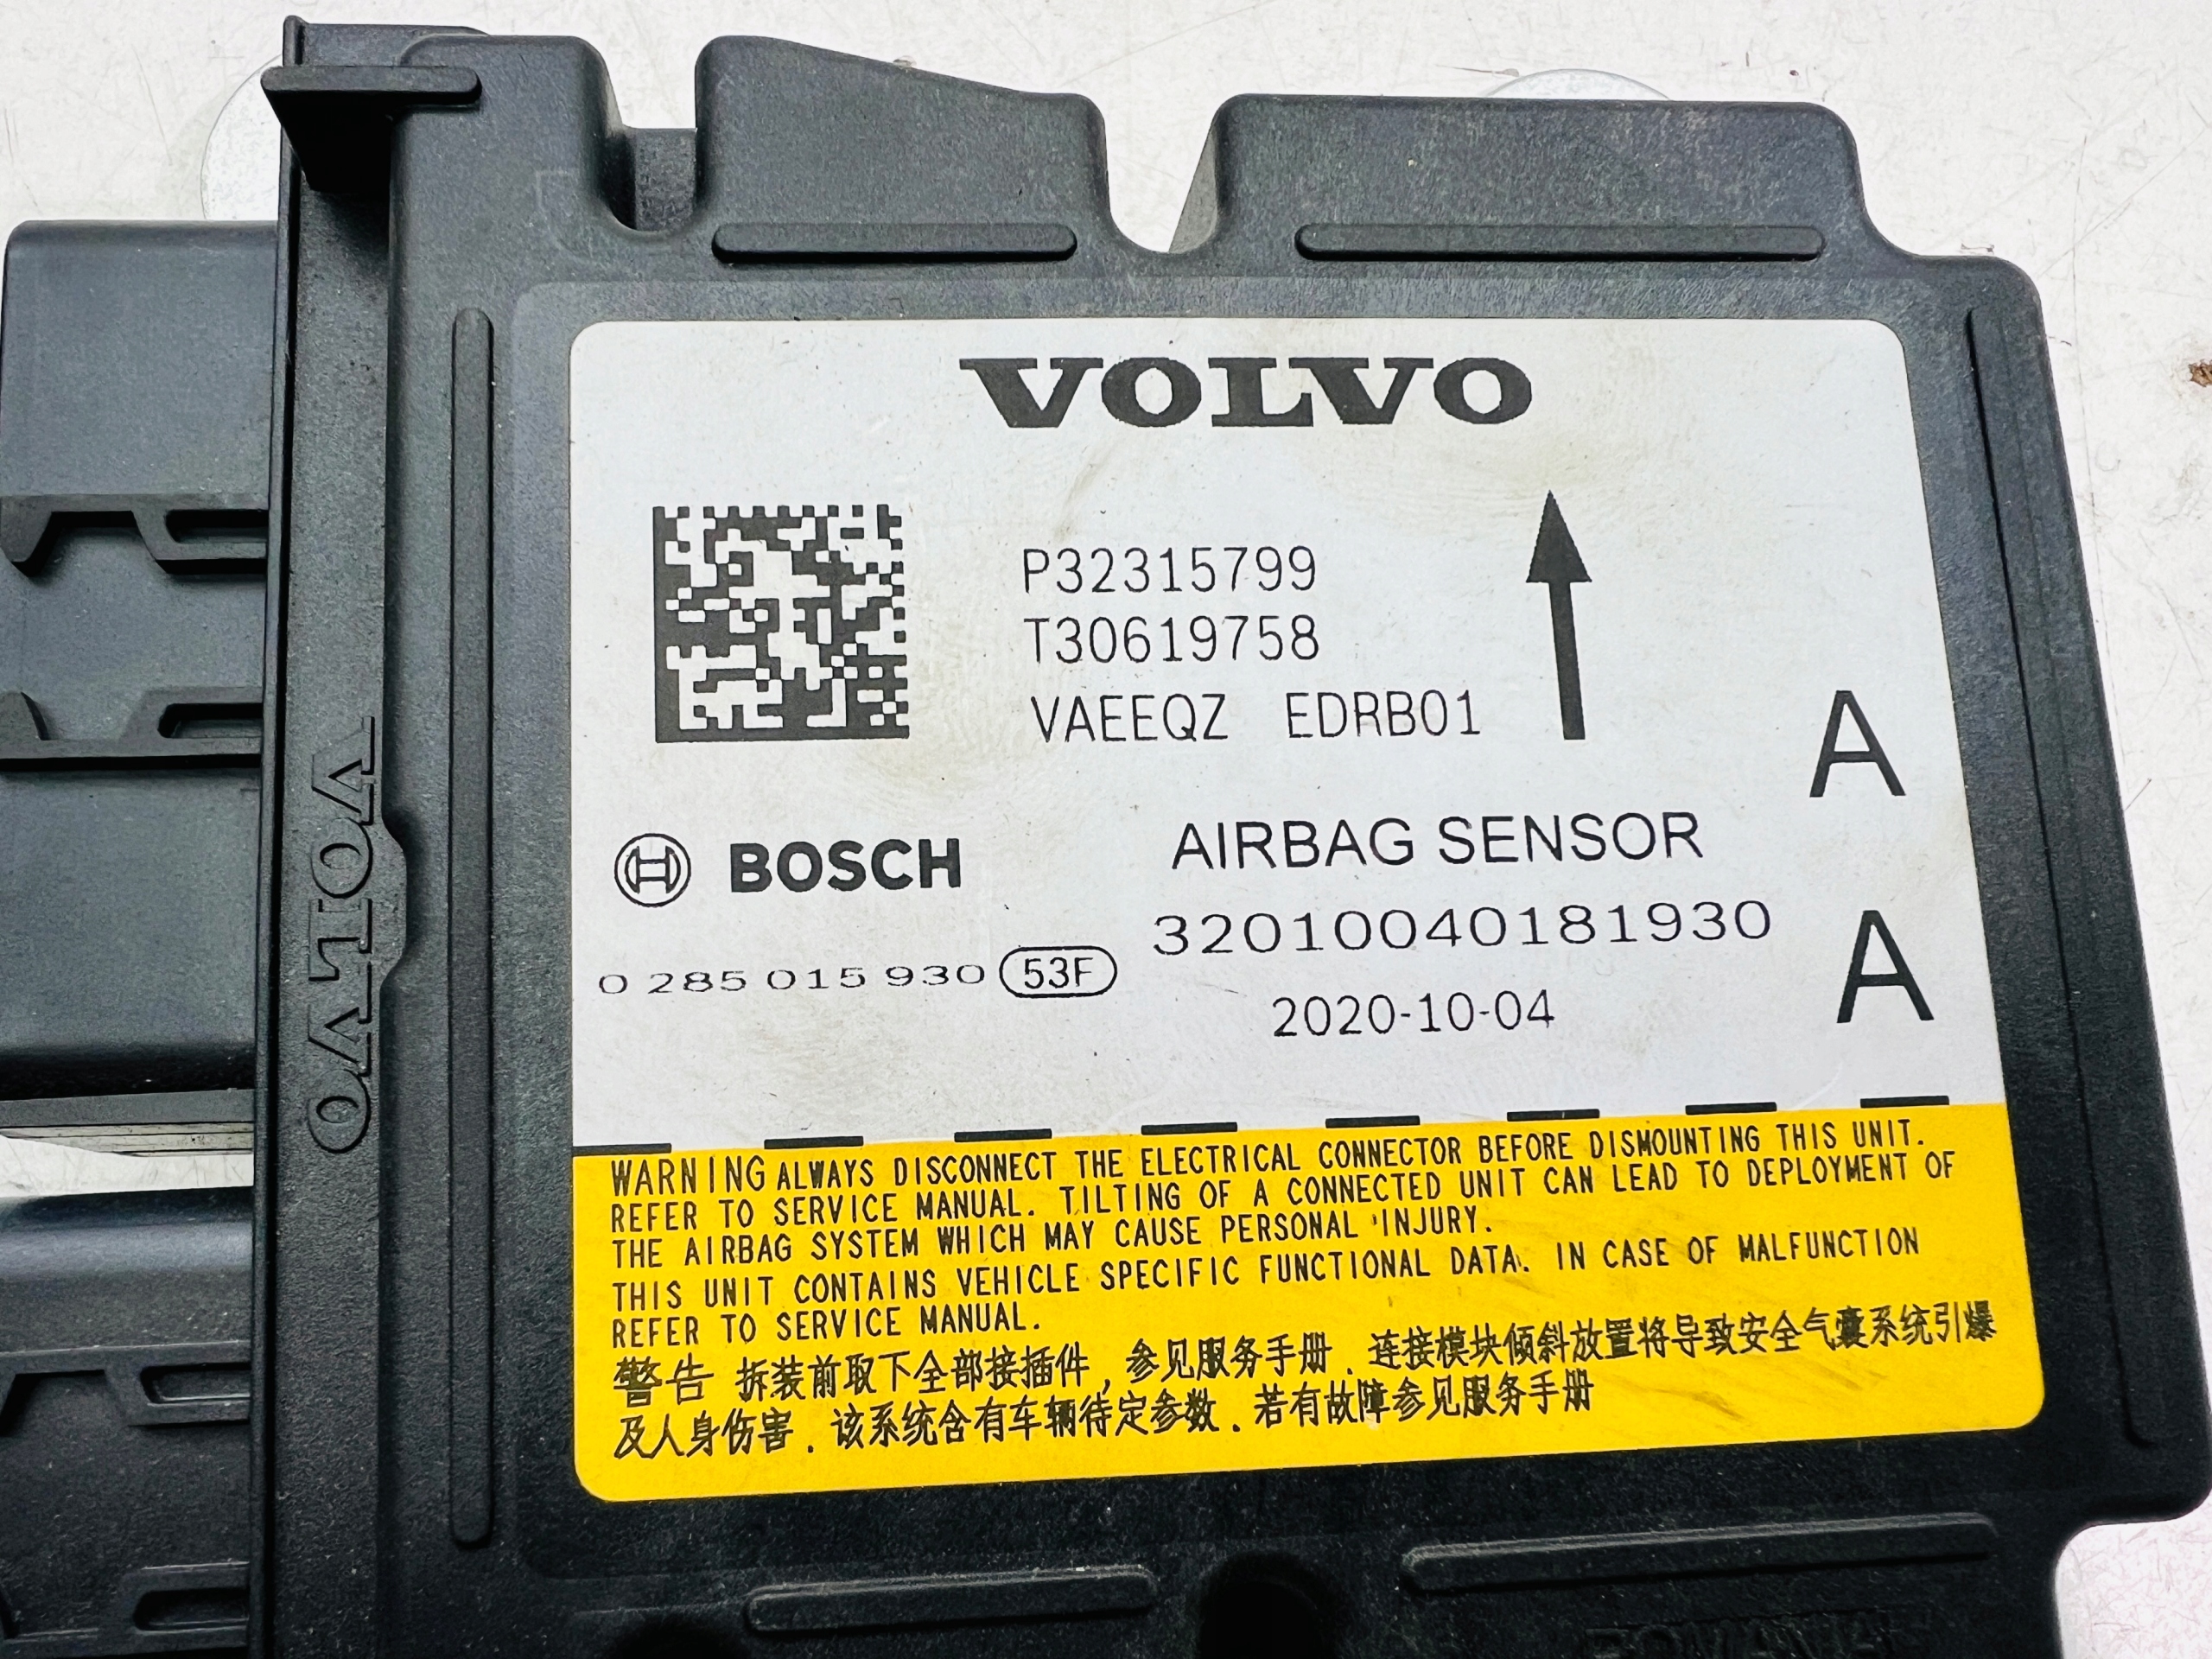 VOLVO
P32315799
T30619758
VAEEQZ EDRB01
A
BOSCH
AIRBAG SENSOR
32010040181930
A
0 285 015 930 53F
2020-10-04
WARNING ALWAYS DISCONNECT THE ELECTRICAL CONNECTOR BEFORE DISMOUNTING THIS UNIT.
REFER TO SERVICE MANUAL. TILTING OF A CONNECTED UNIT CAN LEAD TO DEPLOYMENT OF
THE AIRBAG SYSTEM WHICH MAY CAUSE PERSONAL INJURY.
THIS UNIT CONTAINS VEHICLE SPECIFIC FUNCTIONAL DATA. IN CASE OF MALFUNCTION
REFER TO SERVICE MANUAL.
警告 拆装前取下全部接插件，参见服务手册．连接模块倾斜放置将导致安全气囊系统引爆
及人身伤害．该系统含有车辆待定参数．若有故障参见服务手册
VOLVO